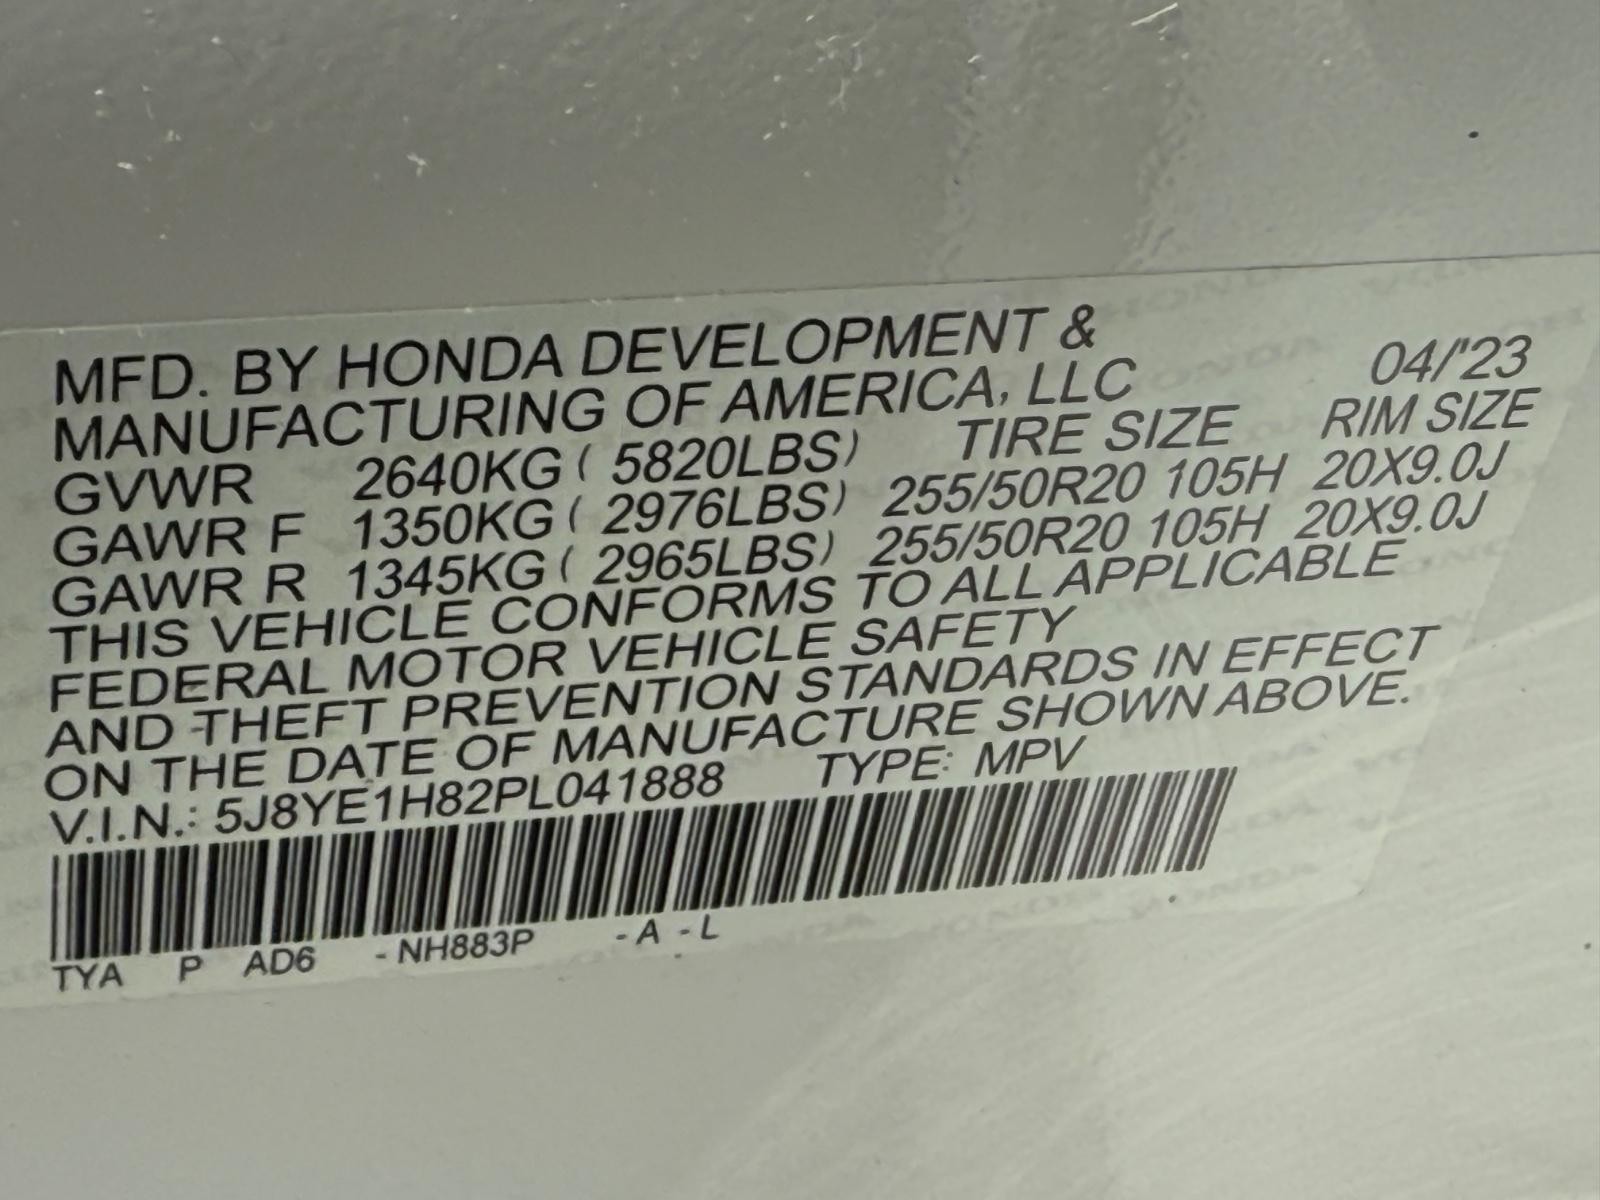 MFD. BY HONDA DEVELOPMENT &
MANUFACTURING OF AMERICA, LLC 04/'23
GVWR 2640KG ( 5820LBS) TIRE SIZE RIM SIZE
GAWR F 1350KG ( 2976LBS) 255/50R20 105H 20X9.0J
GAWR R 1345KG ( 2965LBS) 255/50R20 105H 20X9.0J
THIS VEHICLE CONFORMS TO ALL APPLICABLE
FEDERAL MOTOR VEHICLE SAFETY
AND THEFT PREVENTION STANDARDS IN EFFECT
ON THE DATE OF MANUFACTURE SHOWN ABOVE.
V.I.N.: 5J8YE1H82PL041888 TYPE: MPV
TYA P AD6 - NH883P - A - L